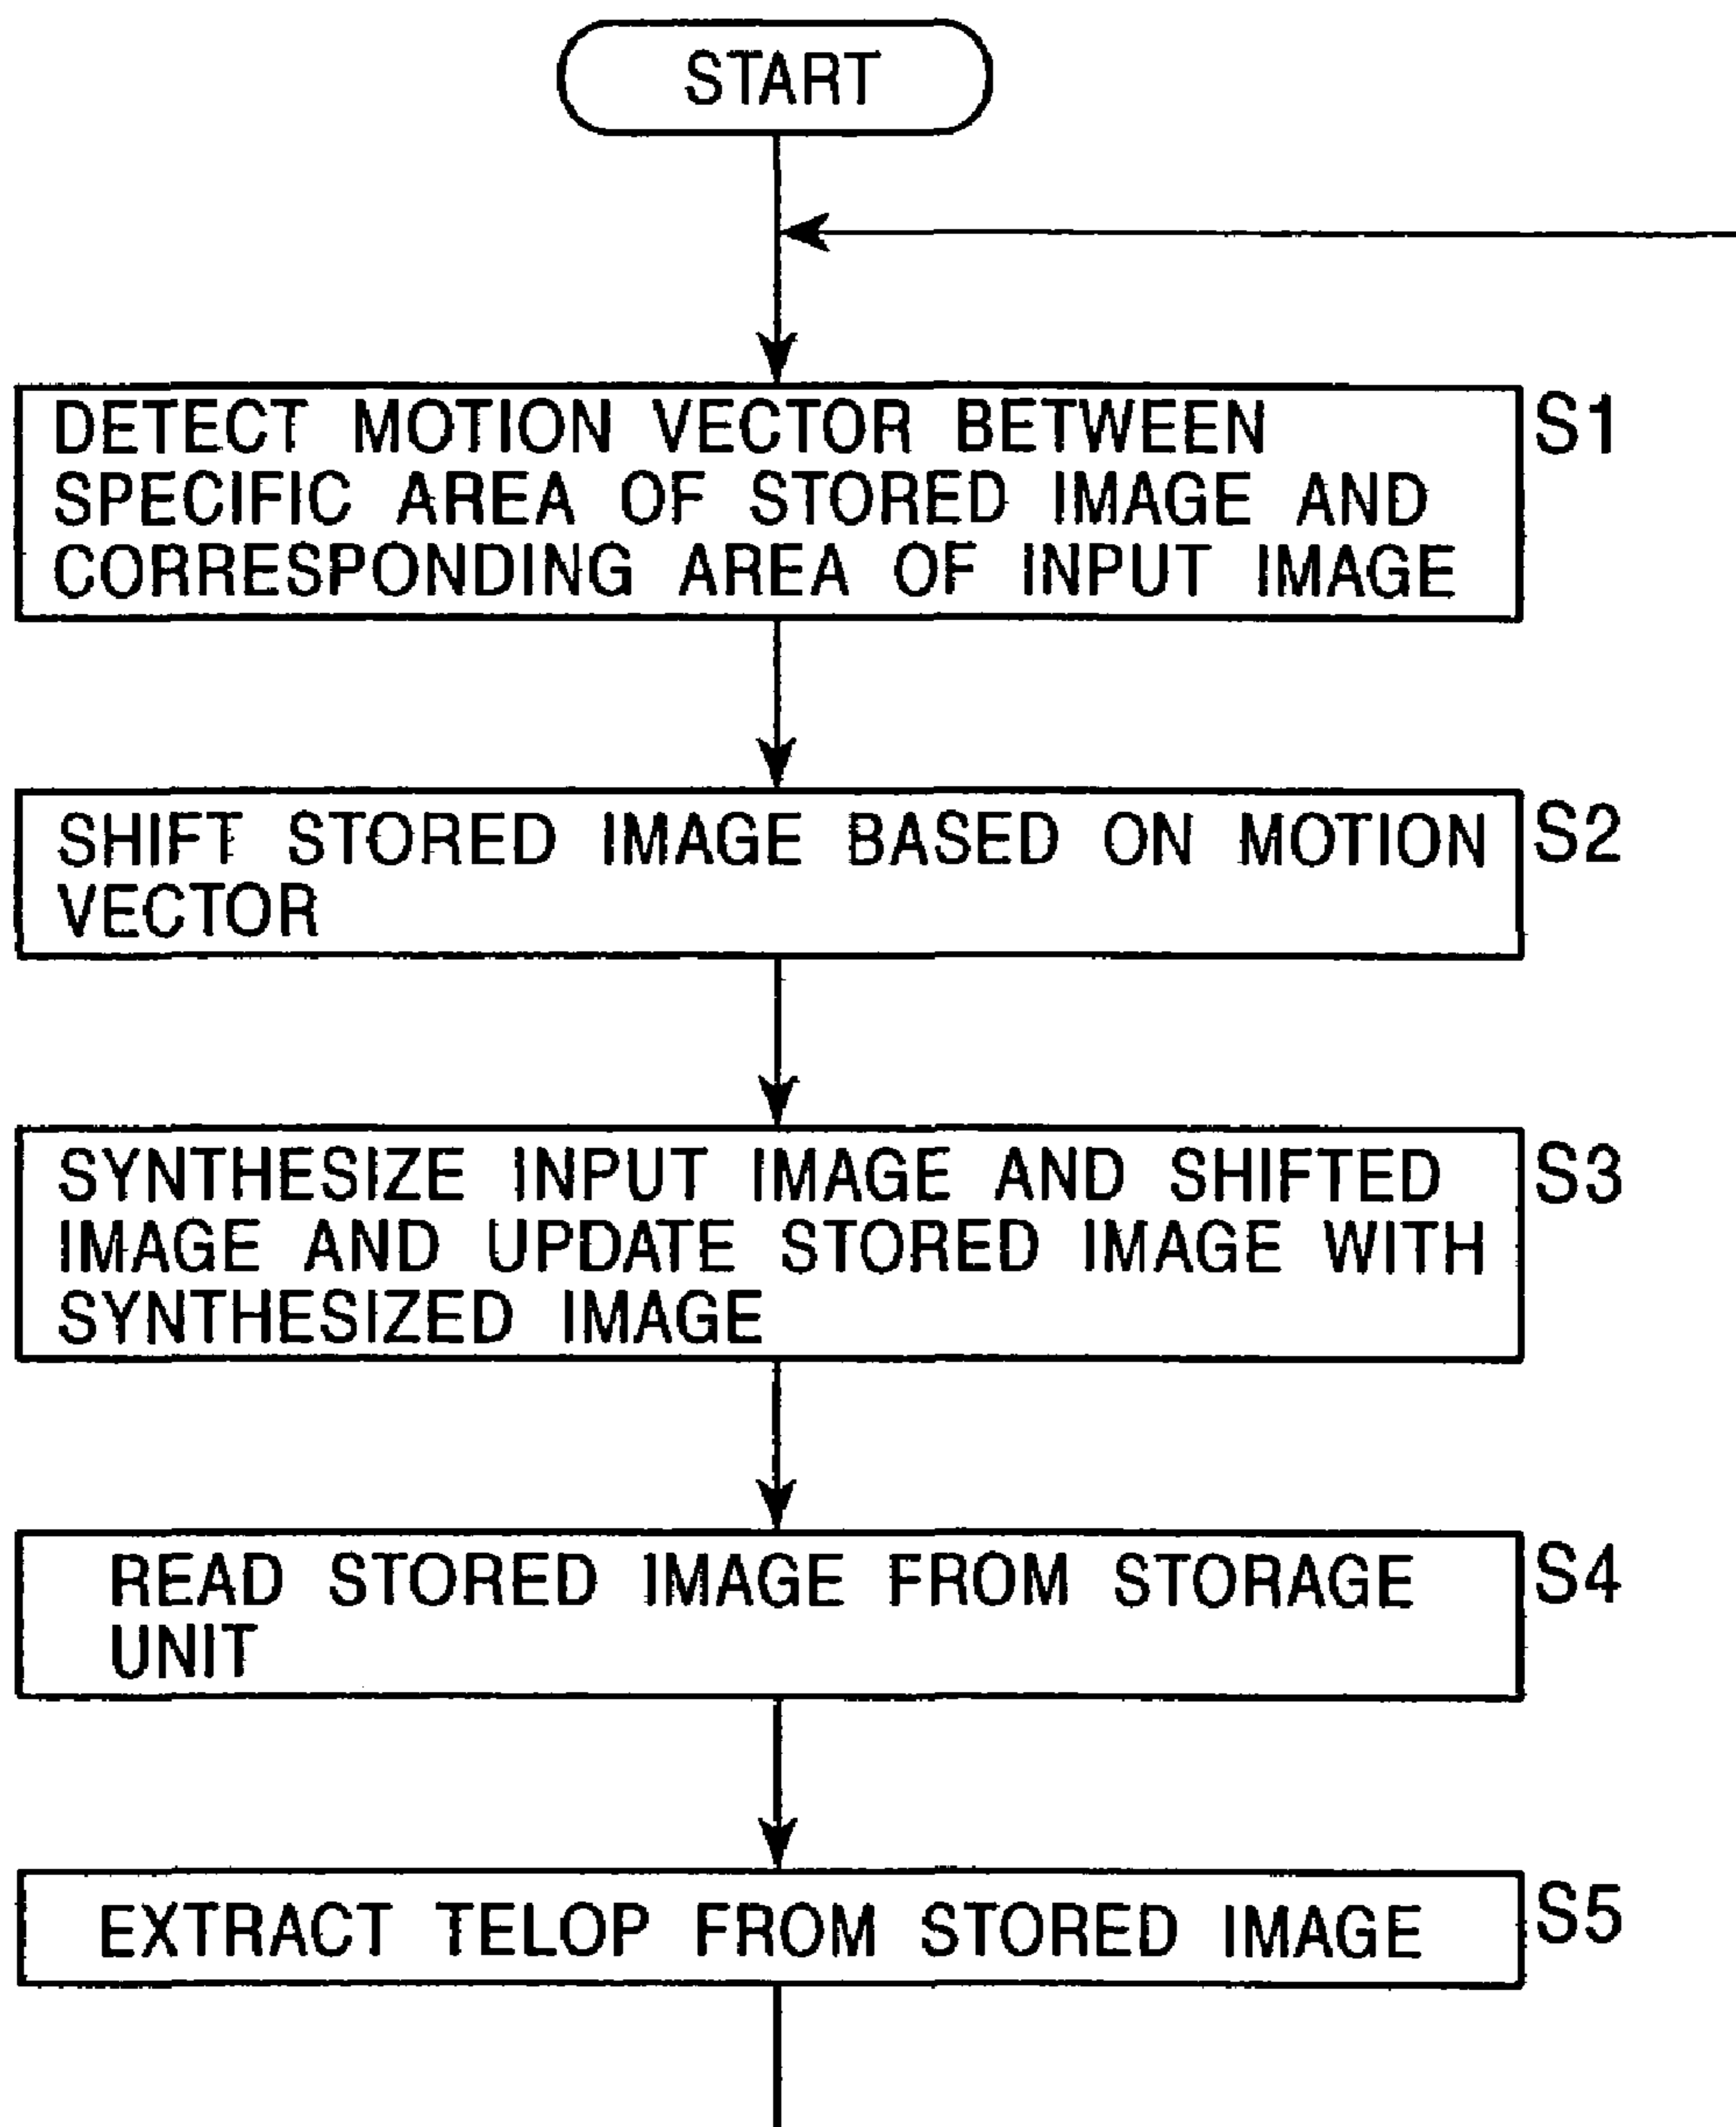 START
DETECT MOTION VECTOR BETWEEN
SPECIFIC AREA OF STORED IMAGE AND
CORRESPONDING AREA OF INPUT IMAGE
S1
SHIFT STORED IMAGE BASED ON MOTION
VECTOR
S2
SYNTHESIZE INPUT IMAGE AND SHIFTED
IMAGE AND UPDATE STORED IMAGE WITH
SYNTHESIZED IMAGE
S3
READ STORED IMAGE FROM STORAGE
UNIT
S4
EXTRACT TELOP FROM STORED IMAGE
S5